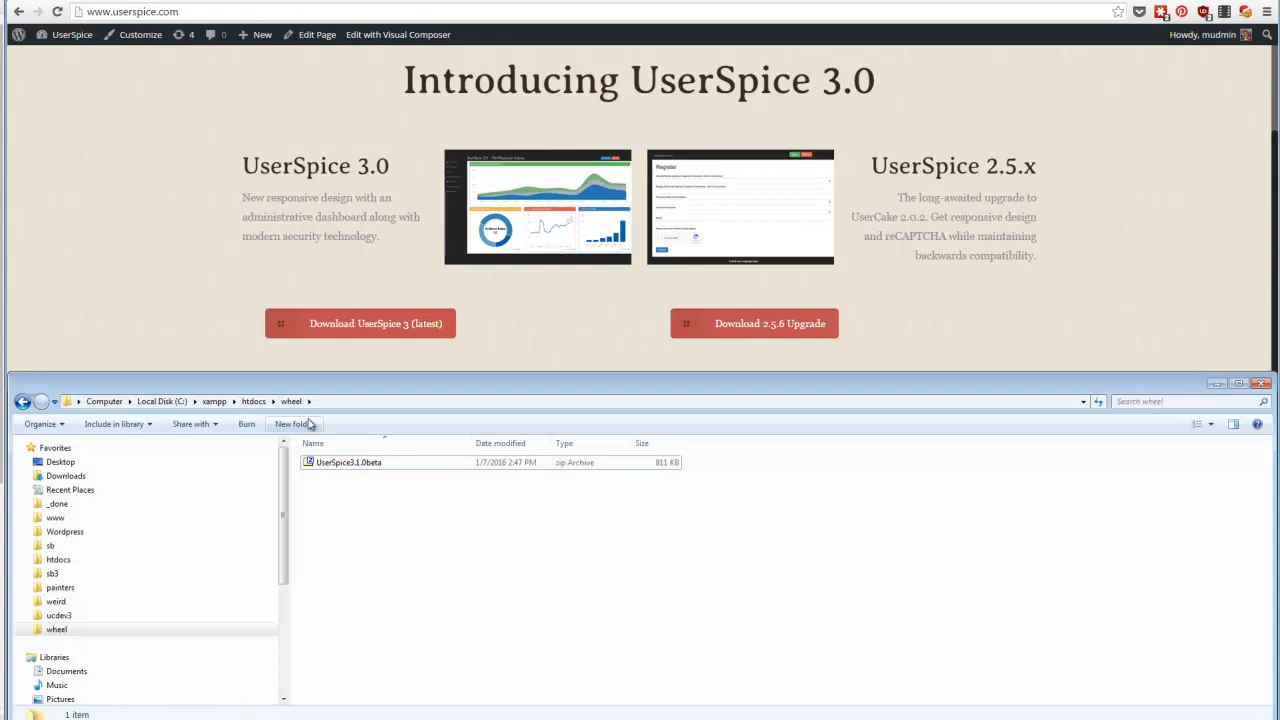 www.userspice.com
UserSpice Customize 4 0 New Edit Page Edit with Visual Composer Howdy, mudmin
Introducing UserSpice 3.0
UserSpice 3.0
New responsive design with an
administrative dashboard along with
modern security technology.
Register
UserSpice 2.5.x
The long-awaited upgrade to
UserCake 2.0.2. Get responsive design
and reCAPTCHA while maintaining
backwards compatibility.
Download UserSpice 3 (latest)
Download 2.5.6 Upgrade
Computer Local Disk (C:) xampp htdocs wheel Search wheel
Organize Include in library Share with Burn New folder
Favorites
Desktop
Downloads
Recent Places
_done
www
Wordpress
sb
htdocs
sb3
painters
weird
ucdev3
wheel
Libraries
Documents
Music
Pictures
Name Date modified Type Size
UserSpice3.1.0beta 1/7/2016 2:47 PM zip Archive 811 KB
1 item